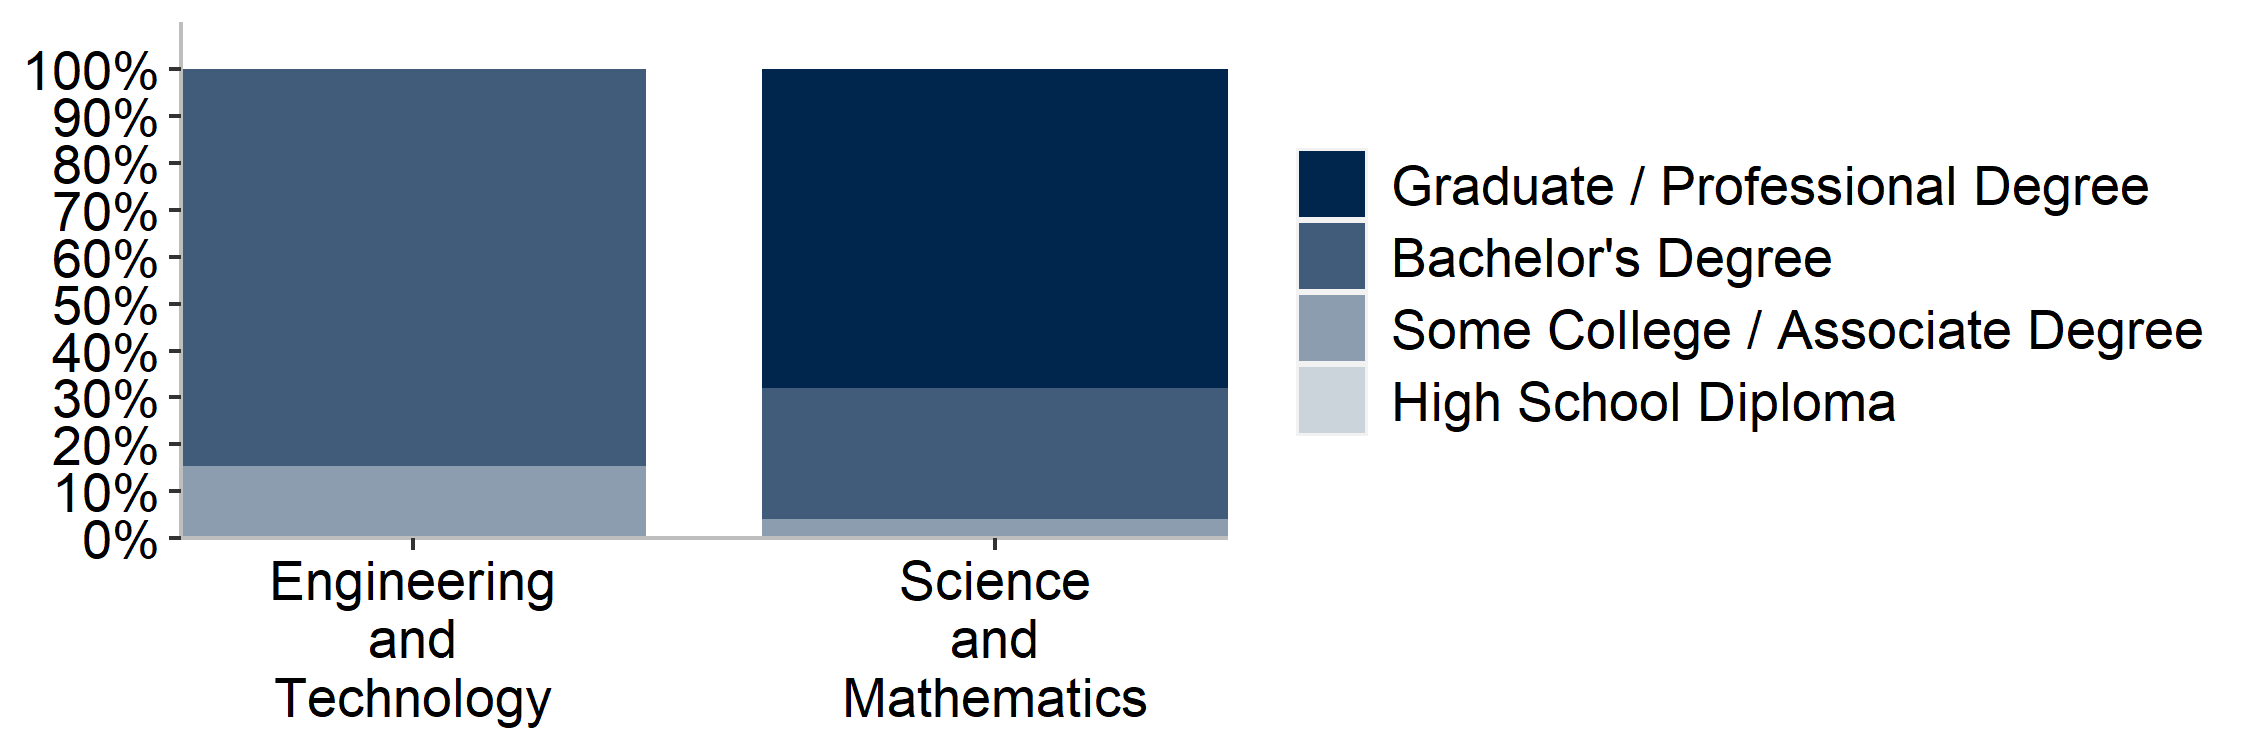 100%
90%
80%
70%
60%
50%
40%
30%
20%
10%
0%
Engineering
and
Technology
Science
and
Mathematics
Graduate / Professional Degree
Bachelor's Degree
Some College / Associate Degree
High School Diploma